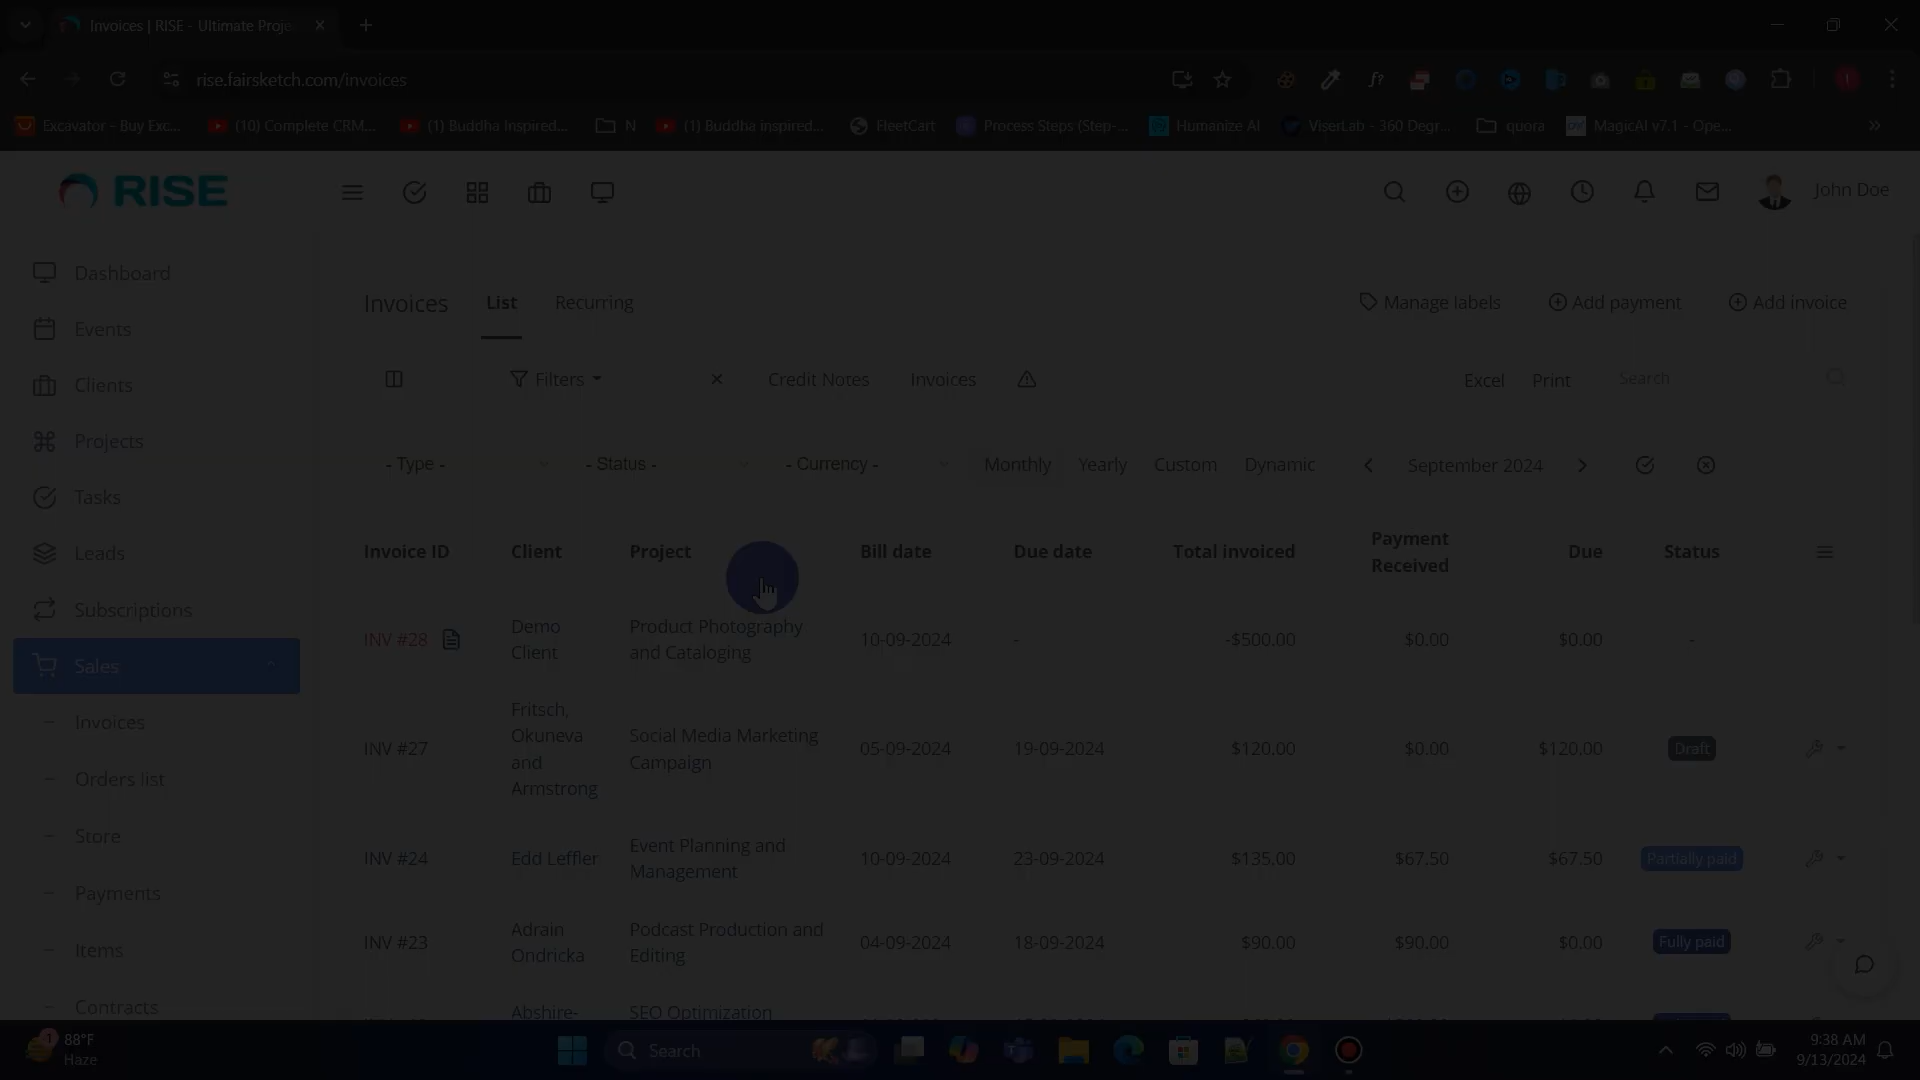 Invoices | RISE - Ultimate Proje
rise.fairsketch.com/invoices
Excavator - Buy Exc...
(10) Complete CRM...
(1) Buddha Inspired...
N
(1) Buddha inspired...
FleetCart
Process Steps (Step-...
Humanize AI
ViserLab - 360 Degr...
quora
MagicAI v7.1 - Ope...
RISE
John Doe
Dashboard
Events
Clients
Projects
Tasks
Leads
Subscriptions
Sales
Invoices
Orders list
Store
Payments
Items
Contracts
Invoices List Recurring
Manage labels Add payment Add invoice
Filters Credit Notes Invoices Excel Print Search
- Type - - Status - - Currency - Monthly Yearly Custom Dynamic September 2024
Invoice ID Client Project Bill date Due date Total invoiced Payment Received Due Status
INV #28 Demo Client Product Photography and Cataloging 10-09-2024 - -$500.00 $0.00 $0.00 -
INV #27 Fritsch, Okuneva and Armstrong Social Media Marketing Campaign 05-09-2024 19-09-2024 $120.00 $0.00 $120.00 Draft
INV #24 Edd Leffler Event Planning and Management 10-09-2024 23-09-2024 $135.00 $67.50 $67.50 Partially paid
INV #23 Adrain Ondricka Podcast Production and Editing 04-09-2024 18-09-2024 $90.00 $90.00 $0.00 Fully paid
Abshire- SEO Optimization
1
88°F
Haze
Search
9:38 AM
9/13/2024